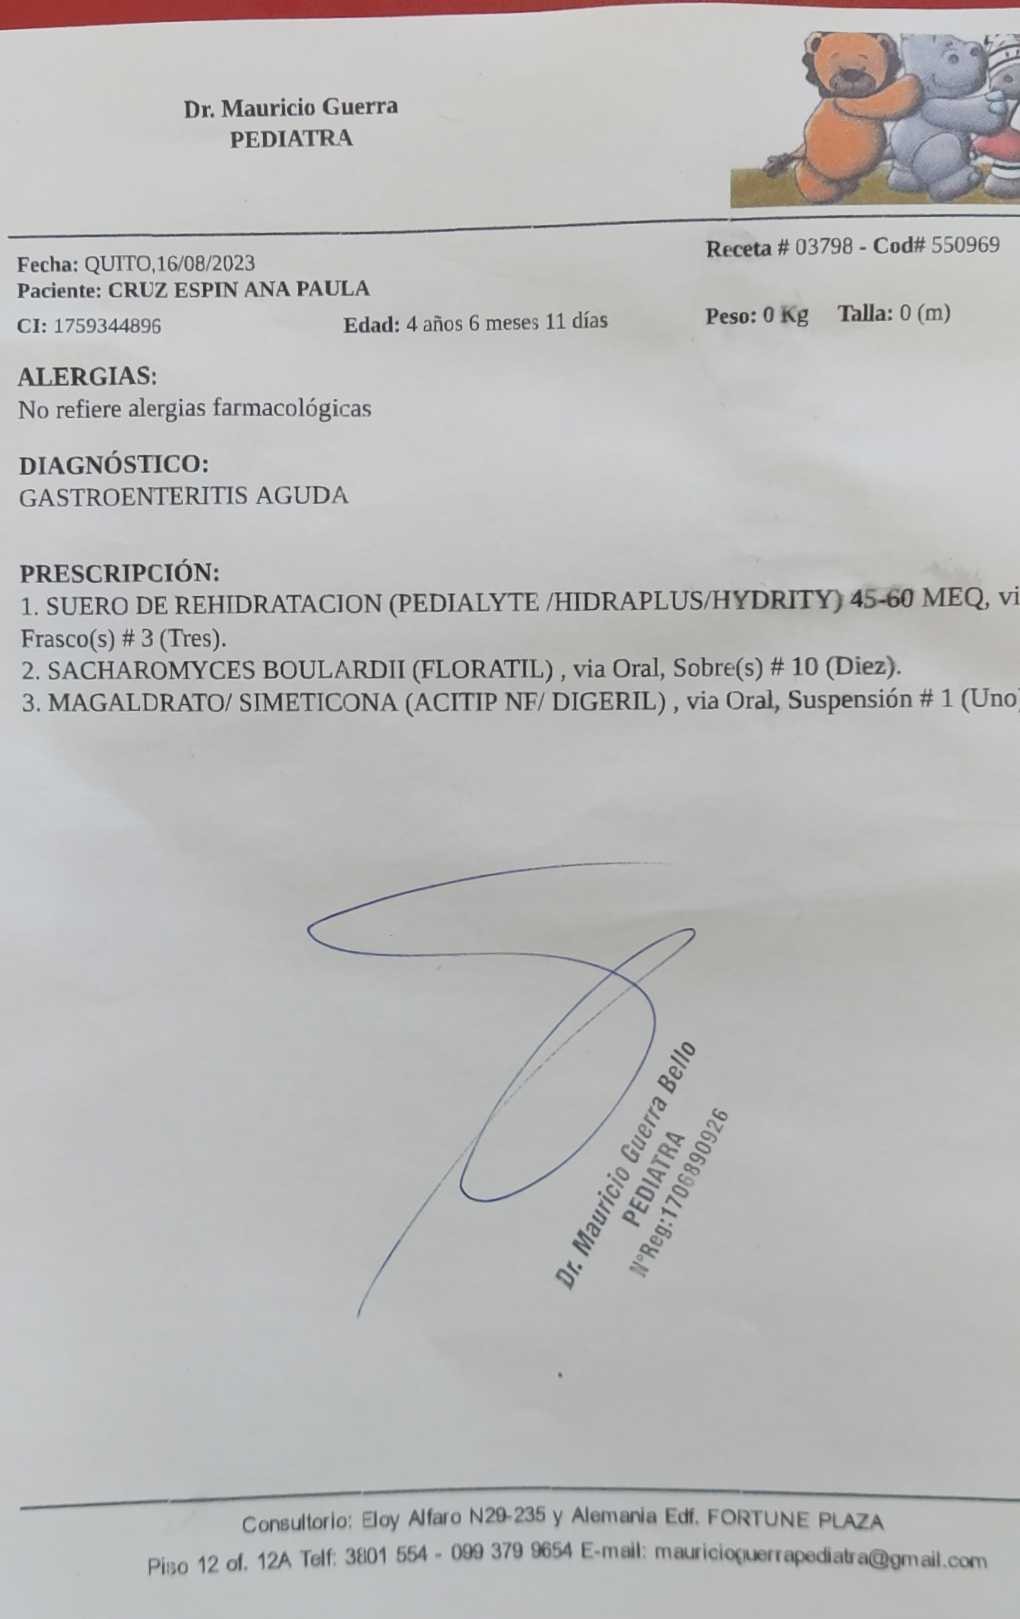 Dr. Mauricio Guerra
PEDIATRA
Receta # 03798 - Cod# 550969
Fecha: QUITO,16/08/2023
Paciente: CRUZ ESPIN ANA PAULA
CI: 1759344896 Edad: 4 años 6 meses 11 días Peso: 0 Kg Talla: 0 (m)
ALERGIAS:
No refiere alergias farmacológicas
DIAGNÓSTICO:
GASTROENTERITIS AGUDA
PRESCRIPCIÓN:
1. SUERO DE REHIDRATACION (PEDIALYTE /HIDRAPLUS/HYDRITY) 45-60 MEQ, vi
Frasco(s) # 3 (Tres).
2. SACHAROMYCES BOULARDII (FLORATIL) , via Oral, Sobre(s) # 10 (Diez).
3. MAGALDRATO/ SIMETICONA (ACITIP NF/ DIGERIL) , via Oral, Suspensión # 1 (Uno)
Dr. Mauricio Guerra Bello
PEDIATRA
N°Reg:1706890926
Consultorio: Eloy Alfaro N29-235 y Alemania Edf. FORTUNE PLAZA
Piso 12 of. 12A Telf: 3801 554 - 099 379 9654 E-mail: mauricioguerrapediatra@gmail.com